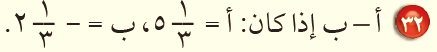 ٣٢ أ – ب إذا كان: أ = ٥ ١/٣ ، ب = – ٢ ١/٣ .